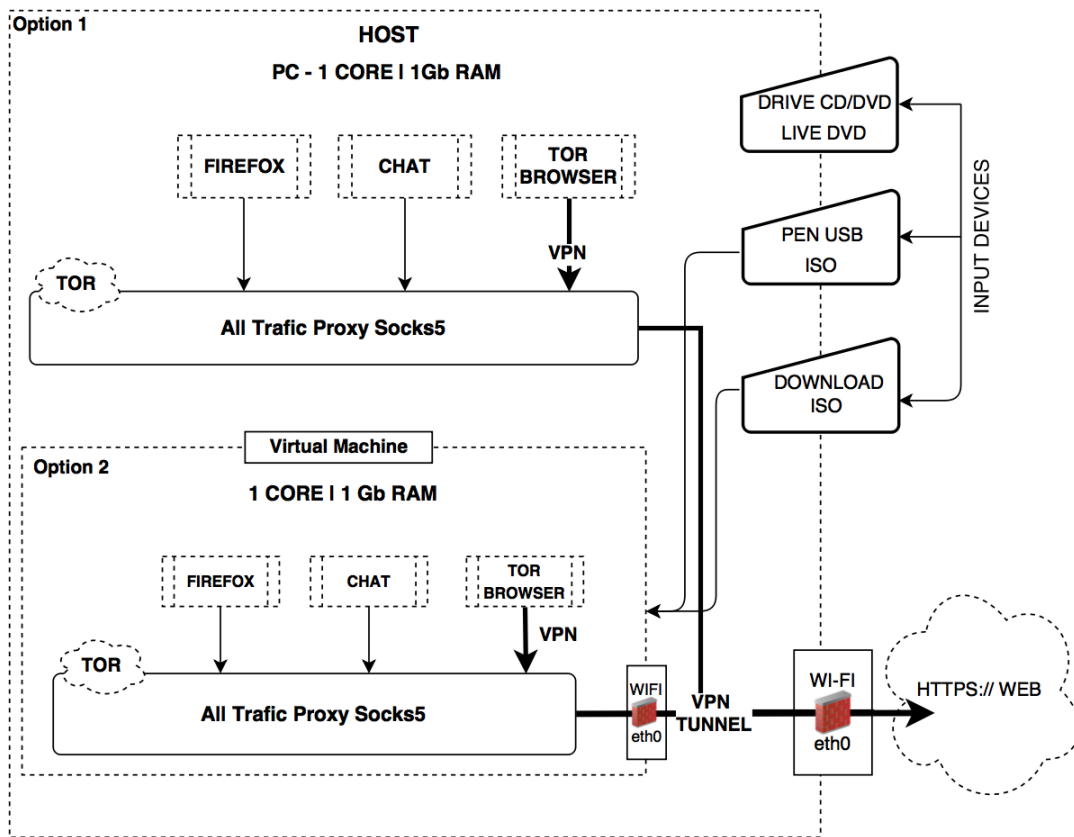 Option 1
HOST
PC - 1 CORE | 1Gb RAM
FIREFOX
CHAT
TOR
BROWSER
VPN
TOR
All Trafic Proxy Socks5
DRIVE CD/DVD
LIVE DVD
PEN USB
ISO
DOWNLOAD
ISO
INPUT DEVICES
Virtual Machine
Option 2
1 CORE | 1 Gb RAM
FIREFOX
CHAT
TOR
BROWSER
VPN
TOR
All Trafic Proxy Socks5
WIFI
eth0
VPN
TUNNEL
WI-FI
eth0
HTTPS:// WEB